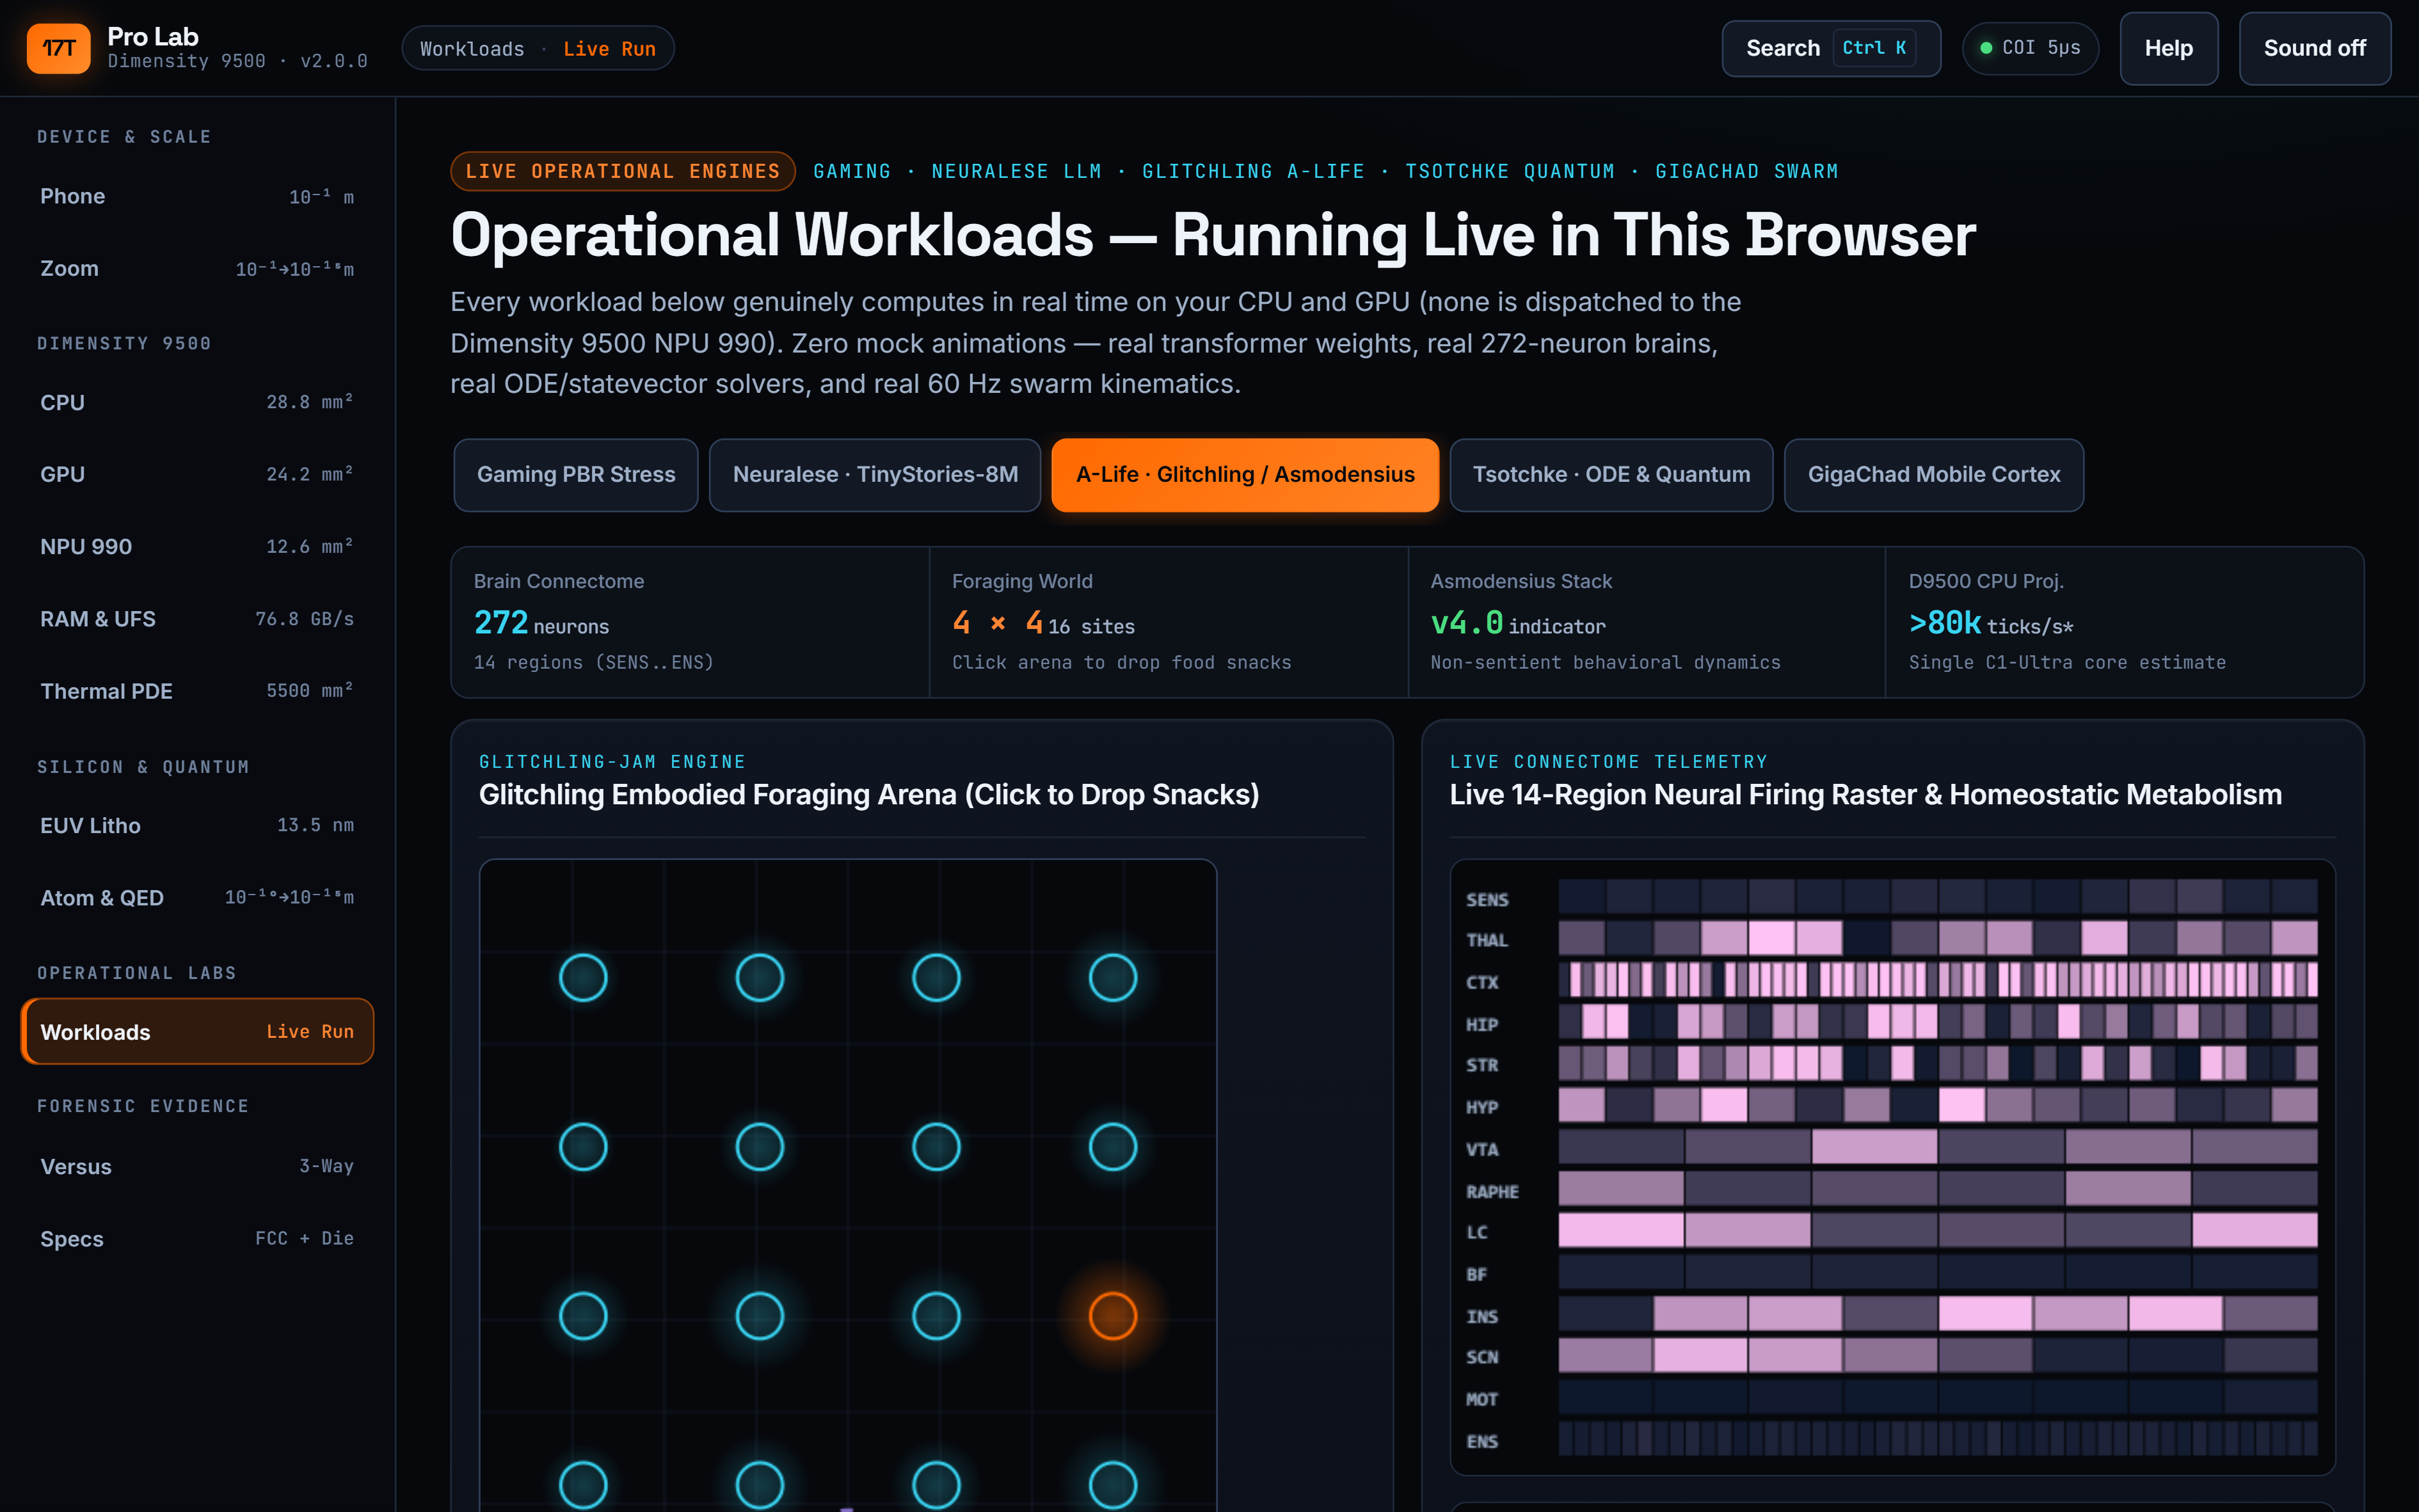 17T
Pro Lab
Dimensity 9500 · v2.0.0
Workloads · Live Run
Search Ctrl K
COI 5µs
Help
Sound off
DEVICE & SCALE
Phone 10⁻¹ m
Zoom 10⁻¹→10⁻¹⁵m
DIMENSITY 9500
CPU 28.8 mm²
GPU 24.2 mm²
NPU 990 12.6 mm²
RAM & UFS 76.8 GB/s
Thermal PDE 5500 mm²
SILICON & QUANTUM
EUV Litho 13.5 nm
Atom & QED 10⁻¹⁰→10⁻¹⁵m
OPERATIONAL LABS
Workloads Live Run
FORENSIC EVIDENCE
Versus 3-Way
Specs FCC + Die
LIVE OPERATIONAL ENGINES GAMING · NEURALESE LLM · GLITCHLING A-LIFE · TSOTCHKE QUANTUM · GIGACHAD SWARM
Operational Workloads — Running Live in This Browser
Every workload below genuinely computes in real time on your CPU and GPU (none is dispatched to the
Dimensity 9500 NPU 990). Zero mock animations — real transformer weights, real 272-neuron brains,
real ODE/statevector solvers, and real 60 Hz swarm kinematics.
Gaming PBR Stress
Neuralese · TinyStories-8M
A-Life · Glitchling / Asmodensius
Tsotchke · ODE & Quantum
GigaChad Mobile Cortex
Brain Connectome
272 neurons
14 regions (SENS..ENS)
Foraging World
4 × 4 16 sites
Click arena to drop food snacks
Asmodensius Stack
v4.0 indicator
Non-sentient behavioral dynamics
D9500 CPU Proj.
>80k ticks/s*
Single C1-Ultra core estimate
GLITCHLING-JAM ENGINE
Glitchling Embodied Foraging Arena (Click to Drop Snacks)
LIVE CONNECTOME TELEMETRY
Live 14-Region Neural Firing Raster & Homeostatic Metabolism
SENS
THAL
CTX
HIP
STR
HYP
VTA
RAPHE
LC
BF
INS
SCN
MOT
ENS